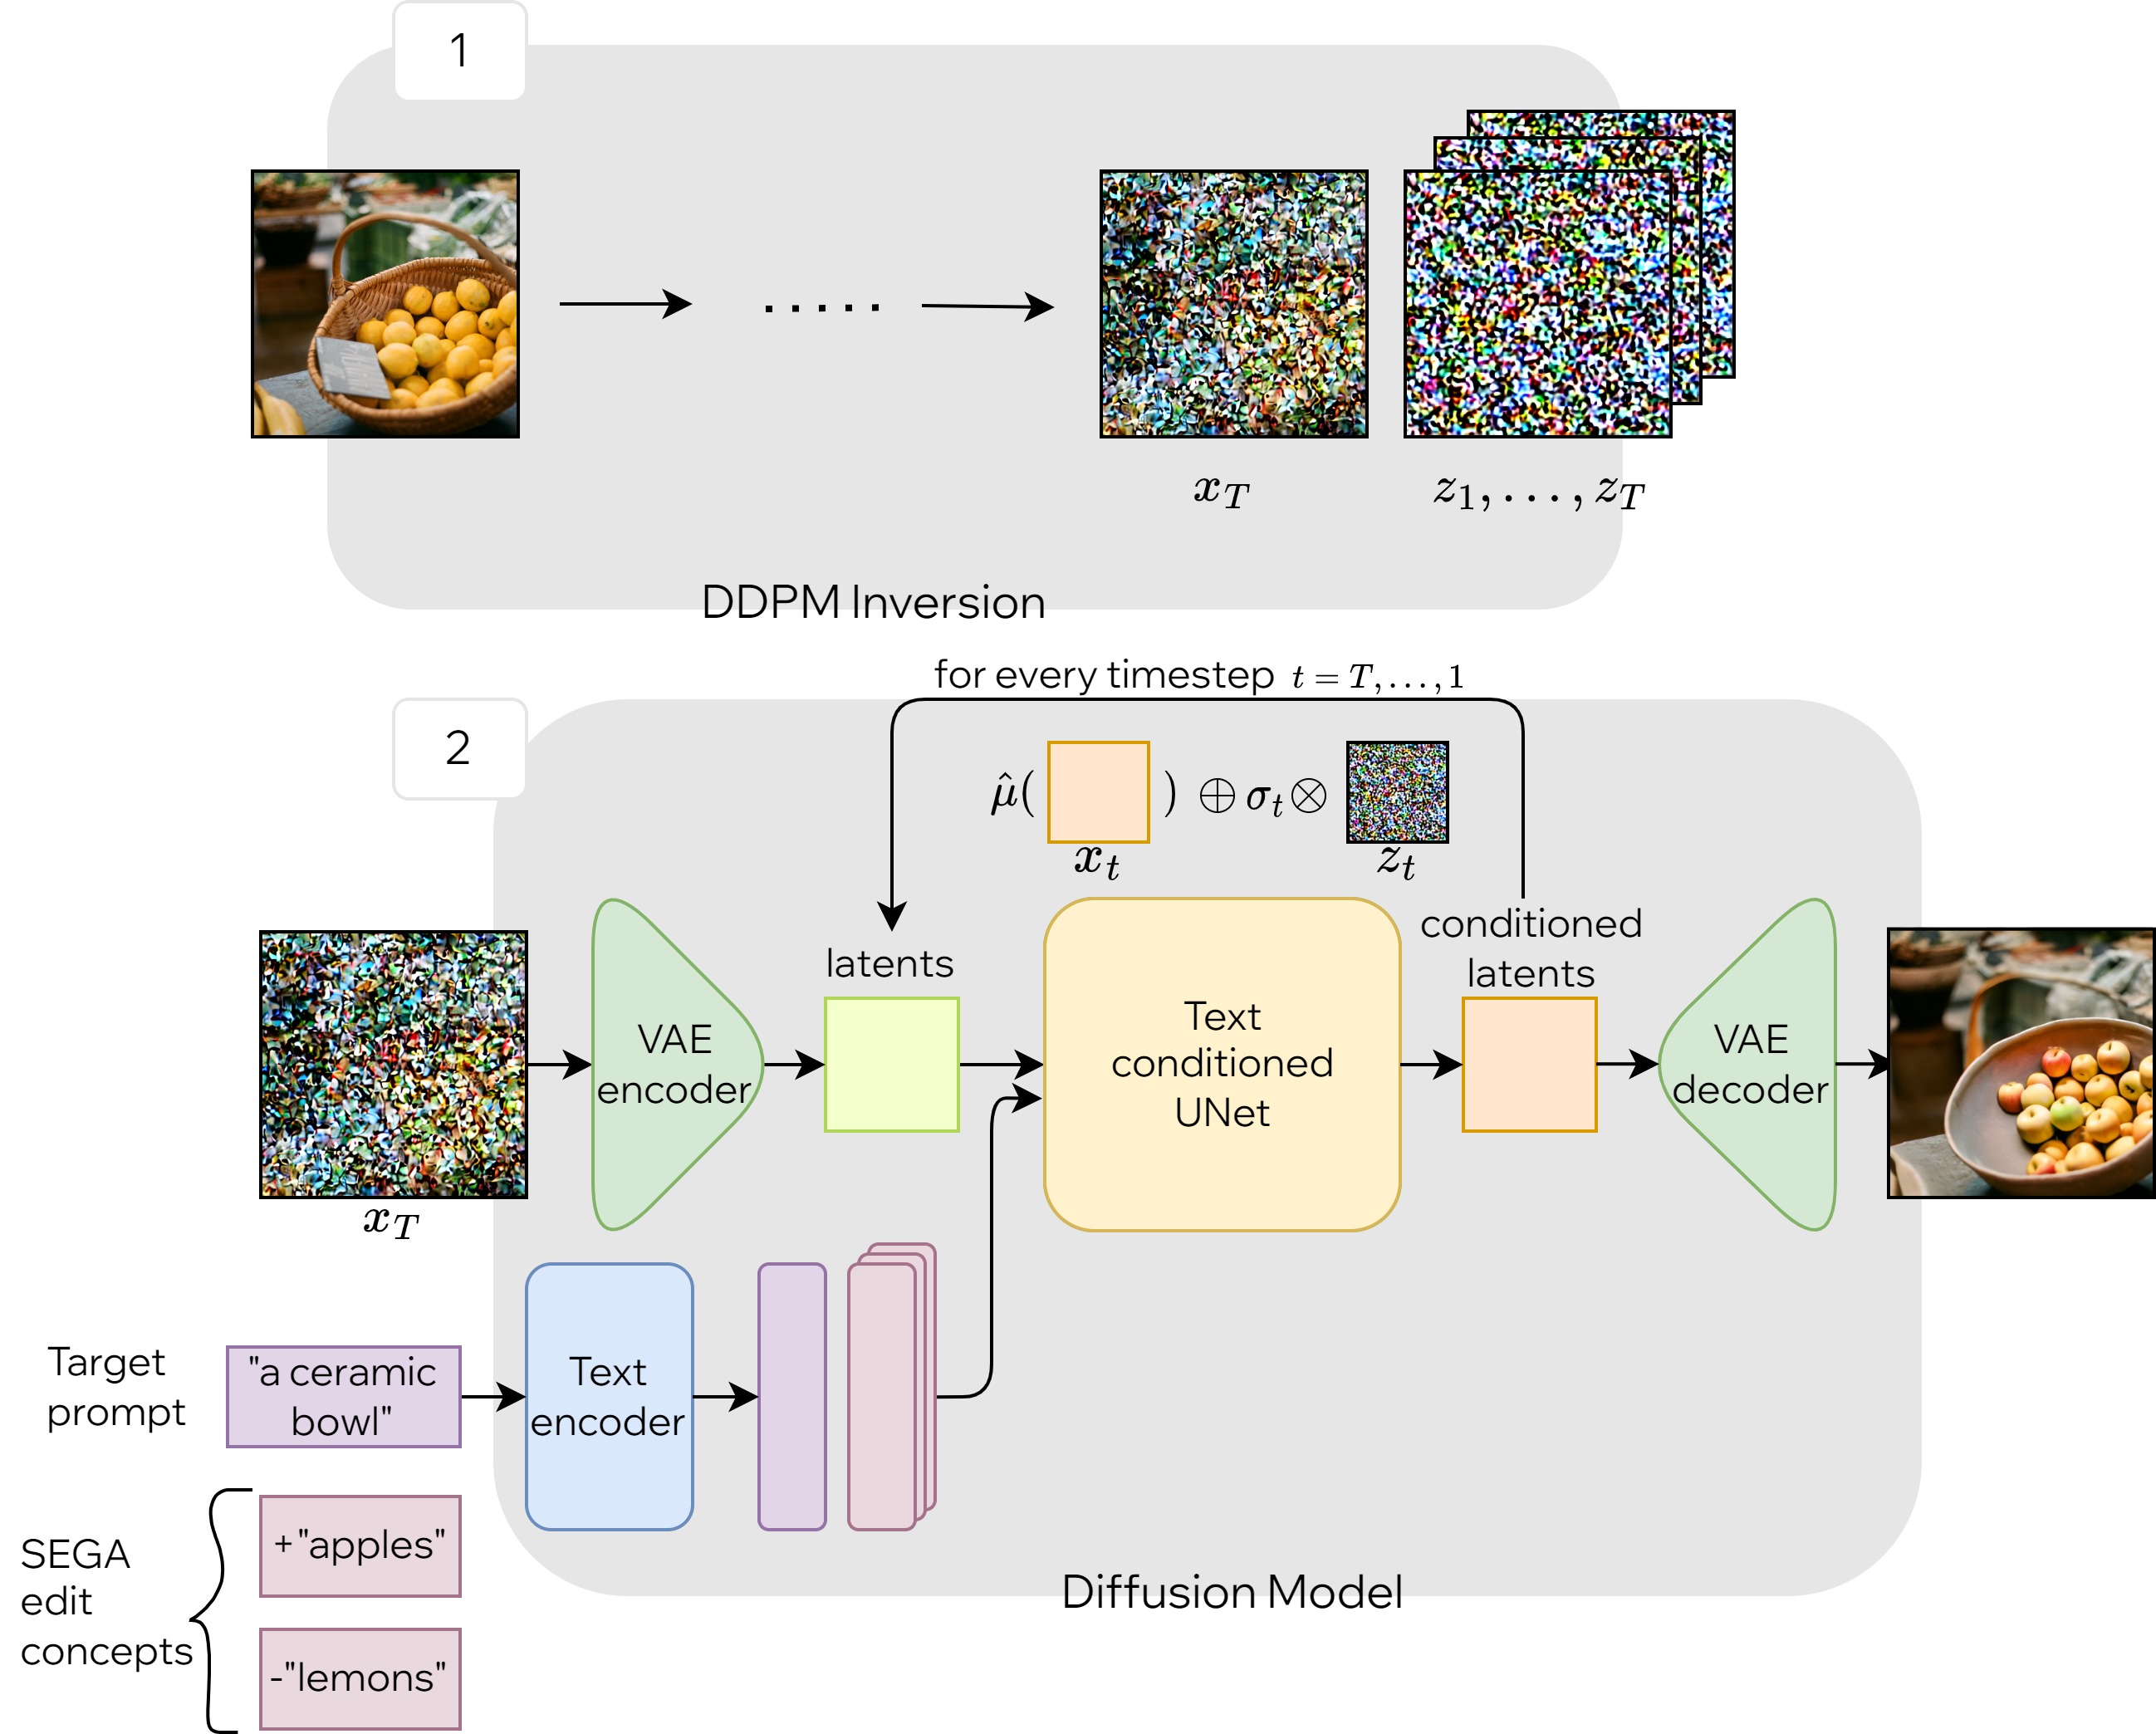 1
$x_T$
$z_1, \ldots, z_T$
DDPM Inversion
for every timestep $t = T, \ldots, 1$
2
$\hat{\mu}($ $)$ $\oplus \sigma_t \otimes$
$x_t$
$z_t$
conditioned
latents
latents
VAE
encoder
Text
conditioned
UNet
VAE
decoder
$x_T$
Target
prompt
"a ceramic
bowl"
Text
encoder
SEGA
edit
concepts
+"apples"
-"lemons"
Diffusion Model